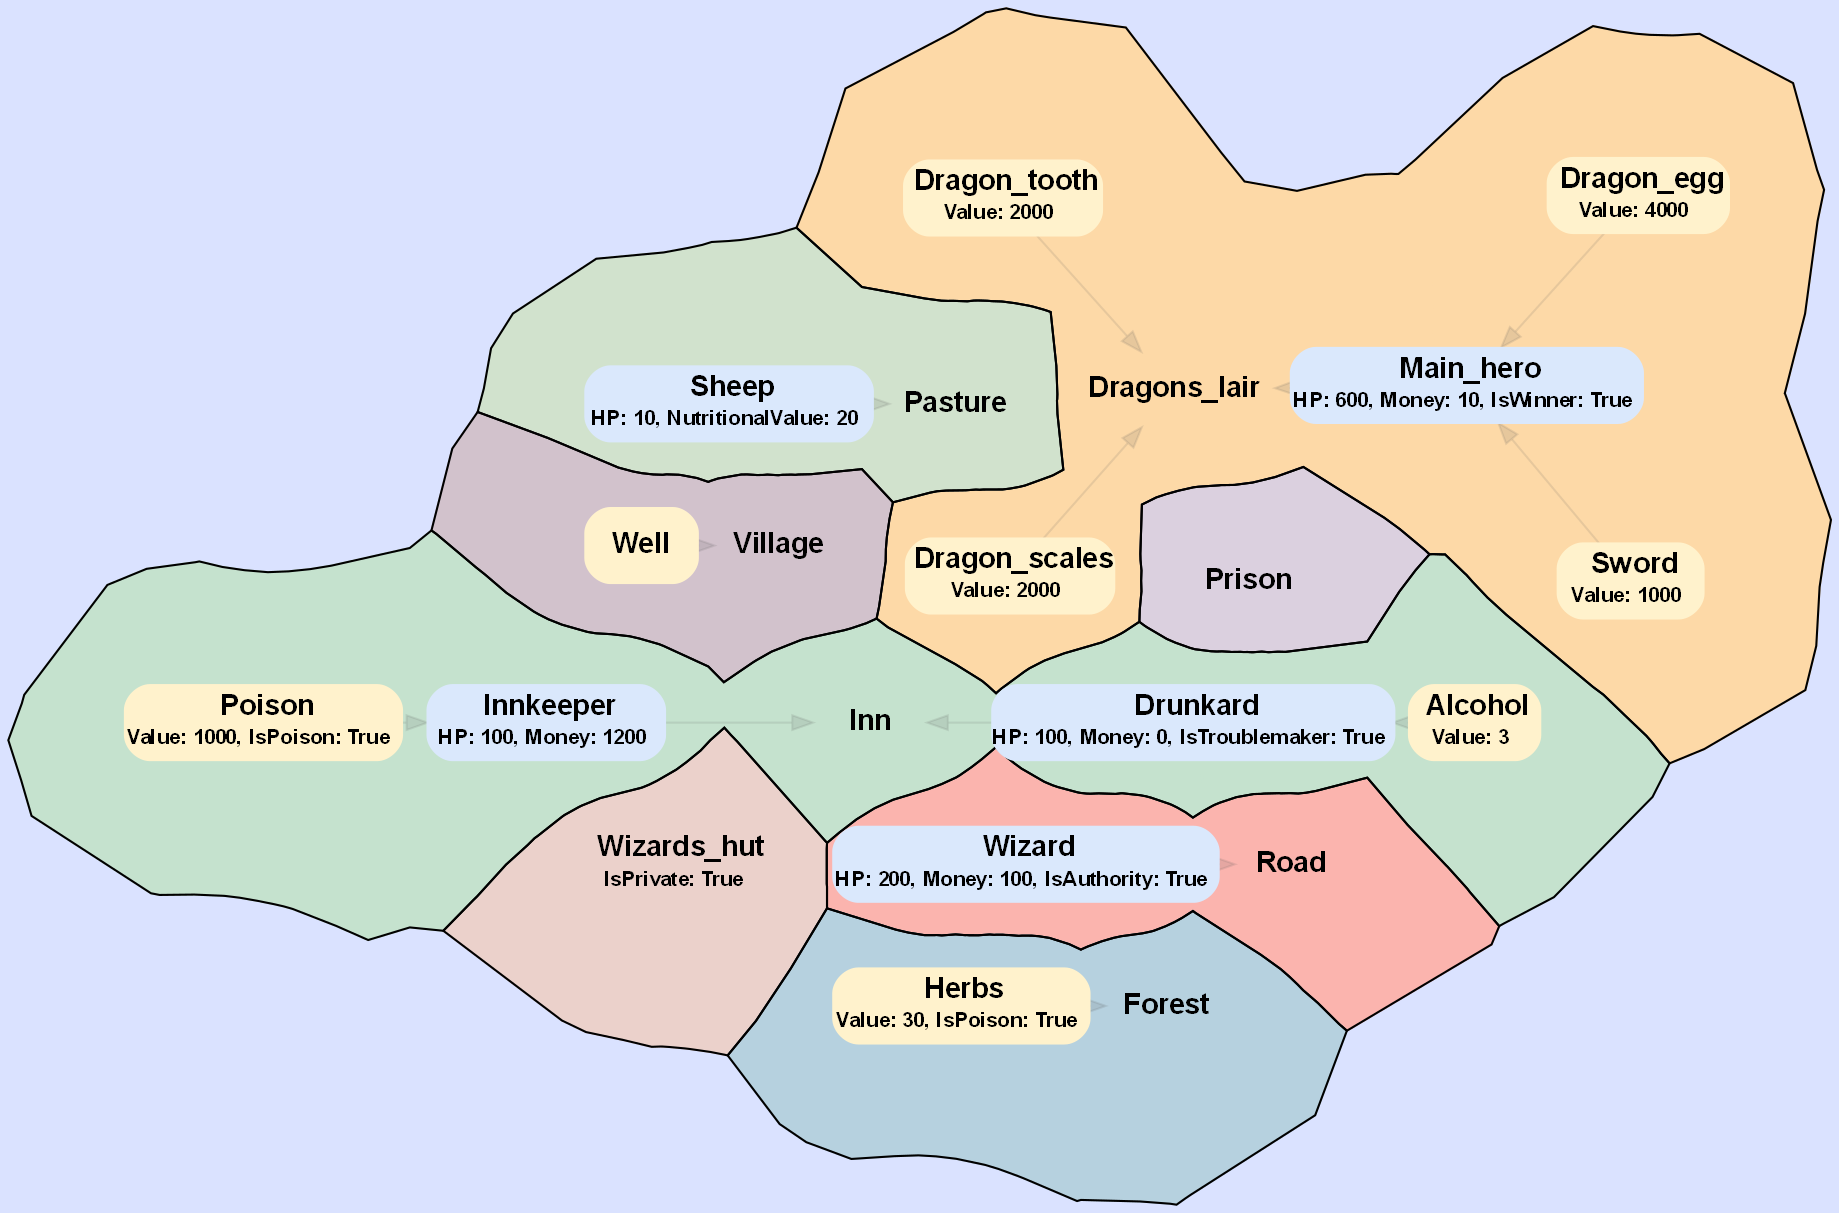 Dragon_tooth
Value: 2000
Dragon_egg
Value: 4000
Sheep
HP: 10, NutritionalValue: 20
Pasture
Dragons_lair
Main_hero
HP: 600, Money: 10, IsWinner: True
Well
Village
Dragon_scales
Value: 2000
Prison
Sword
Value: 1000
Poison
Value: 1000, IsPoison: True
Innkeeper
HP: 100, Money: 1200
Inn
Drunkard
HP: 100, Money: 0, IsTroublemaker: True
Alcohol
Value: 3
Wizards_hut
IsPrivate: True
Wizard
HP: 200, Money: 100, IsAuthority: True
Road
Herbs
Value: 30, IsPoison: True
Forest